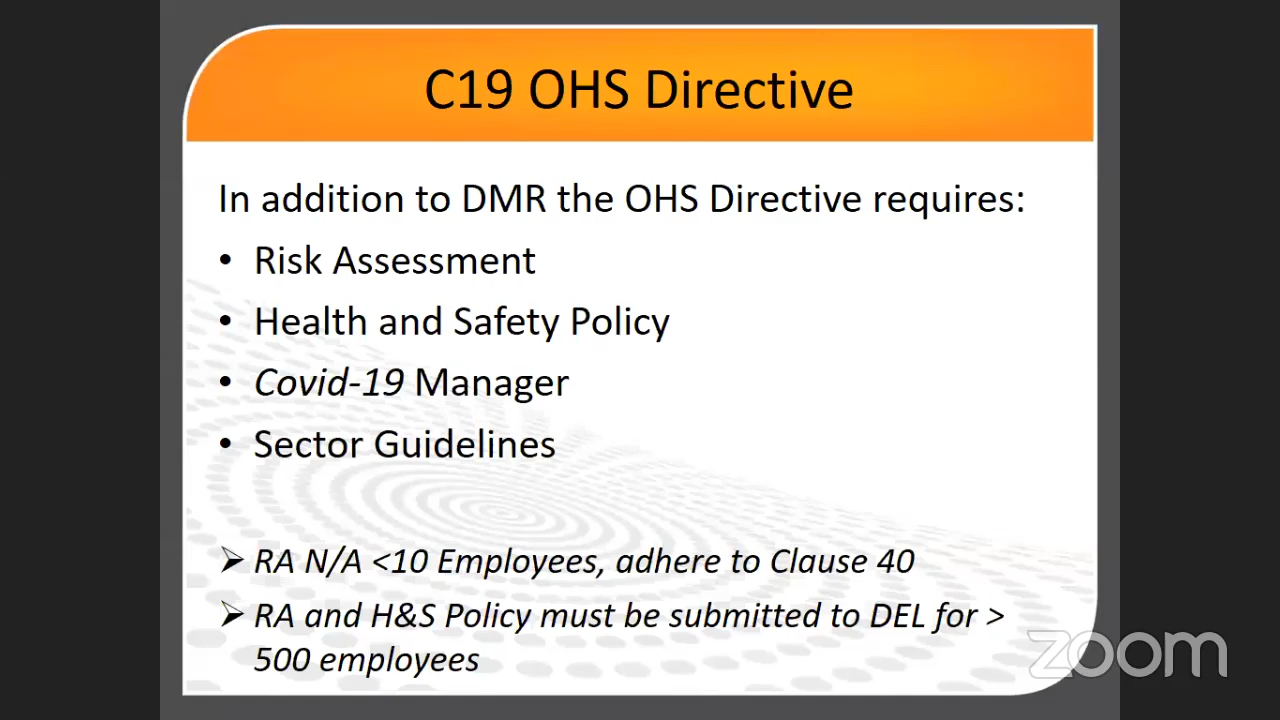 C19 OHS Directive
In addition to DMR the OHS Directive requires:
• Risk Assessment
• Health and Safety Policy
• Covid-19 Manager
• Sector Guidelines
➢ RA N/A <10 Employees, adhere to Clause 40
➢ RA and H&S Policy must be submitted to DEL for >
500 employees
zoom